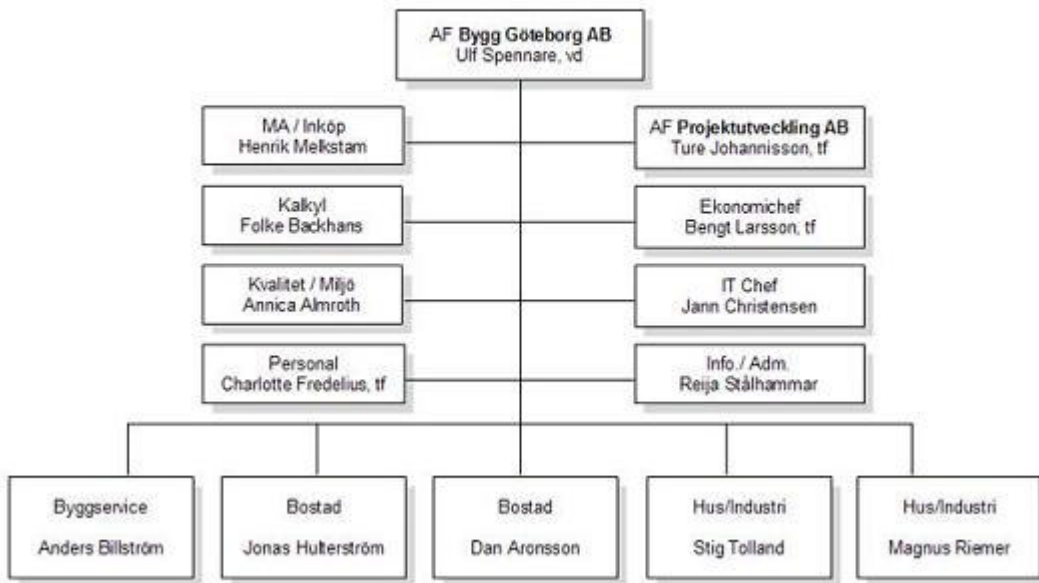 AF Bygg Göteborg AB
Ulf Spennare, vd
MA / Inköp
Henrik Melkstam
AF Projektutveckling AB
Ture Johannisson, tf
Kalkyl
Folke Backhans
Ekonomichef
Bengt Larsson, tf
Kvalitet / Miljö
Annica Almroth
IT Chef
Jann Christensen
Personal
Charlotte Fredelius, tf
Info./ Adm.
Reija Stålhammar
Byggservice
Anders Billström
Bostad
Jonas Hulterström
Bostad
Dan Aronsson
Hus/Industri
Stig Tolland
Hus/Industri
Magnus Riemer